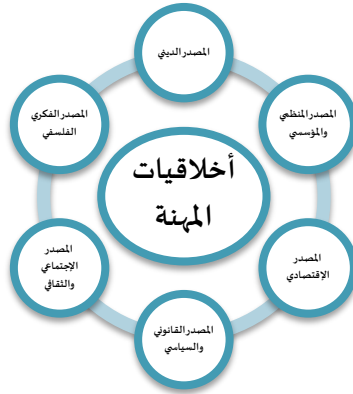 المصدر الديني
المصدر المنظمي
والمؤسسي
المصدر الفكري
الفلسفي
أخلاقيات
المهنة
المصدر
الإقتصادي
المصدر
الإجتماعي
والثقافي
المصدر القانوني
والسياسي